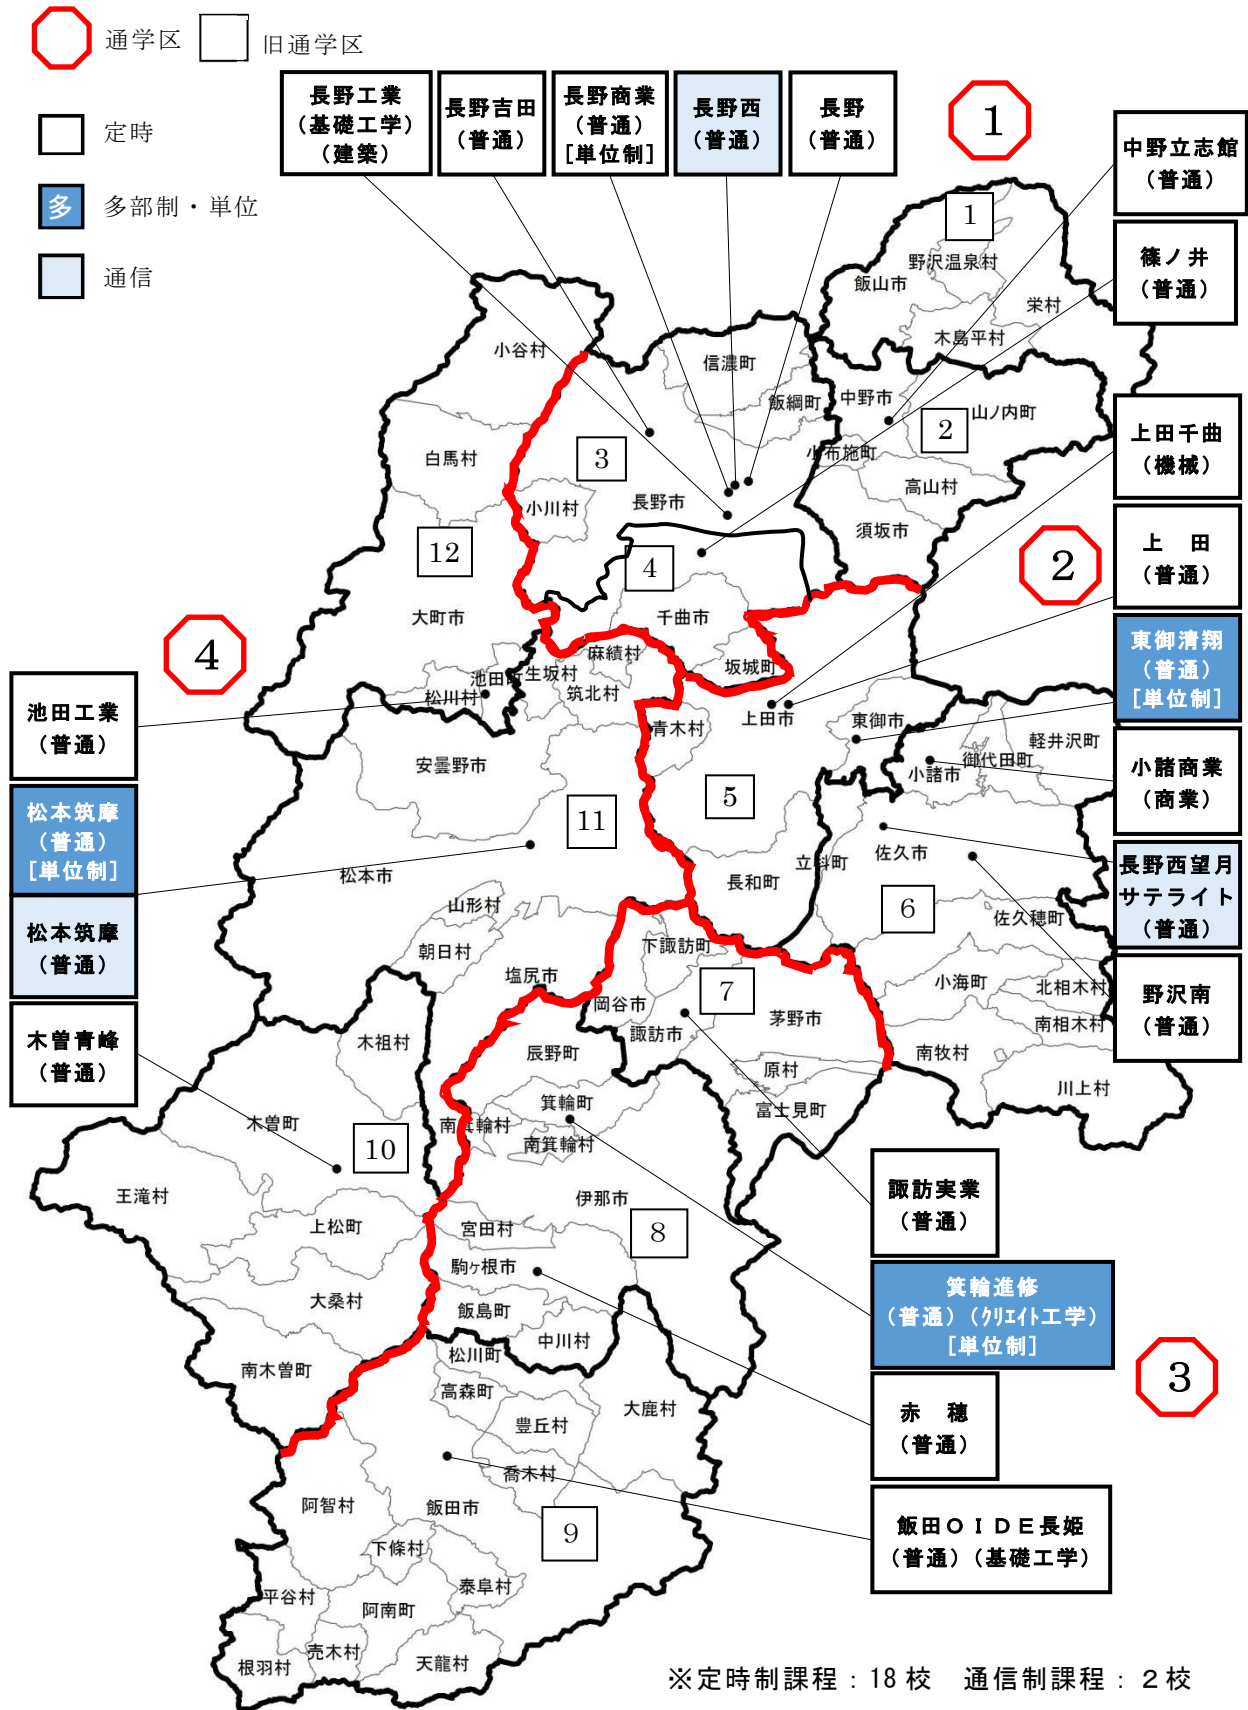 通学区
旧通学区
定時
多
多部制・単位
通信
長野工業
(基礎工学)
(建築)
長野吉田
(普通)
長野商業
(普通)
[単位制]
長野西
(普通)
長野
(普通)
1
中野立志館
(普通)
篠ノ井
(普通)
上田千曲
(機械)
2
上 田
(普通)
東御清翔
(普通)
[単位制]
小諸商業
(商業)
長野西望月
サテライト
(普通)
野沢南
(普通)
4
池田工業
(普通)
松本筑摩
(普通)
[単位制]
松本筑摩
(普通)
木曽青峰
(普通)
諏訪実業
(普通)
箕輪進修
(普通)(クリエイト工学)
[単位制]
3
赤 穂
(普通)
飯田OIDE長姫
(普通)(基礎工学)
1
野沢温泉村
飯山市
栄村
木島平村
小谷村
信濃町
飯綱町
中野市
山ノ内町
2
小布施町
高山村
須坂市
白馬村
3
小川村
長野市
12
4
大町市
千曲市
麻績村
坂城町
生坂村
池田町
筑北村
松川村
上田市
東御市
青木村
軽井沢町
御代田町
小諸市
安曇野市
5
11
立科町
佐久市
長和町
松本市
山形村
6
佐久穂町
下諏訪町
朝日村
塩尻市
小海町
北相木村
7
岡谷市
茅野市
南相木村
諏訪市
木祖村
辰野町
南牧村
原村
川上村
箕輪町
富士見町
木曽町
南箕輪村
南箕輪村
10
王滝村
伊那市
上松町
宮田村
8
駒ヶ根市
大桑村
飯島町
中川村
松川町
南木曽町
高森町
大鹿村
豊丘村
喬木村
阿智村
飯田市
9
下條村
泰阜村
平谷村
阿南町
売木村
根羽村
天龍村
※定時制課程:18校 通信制課程:2校